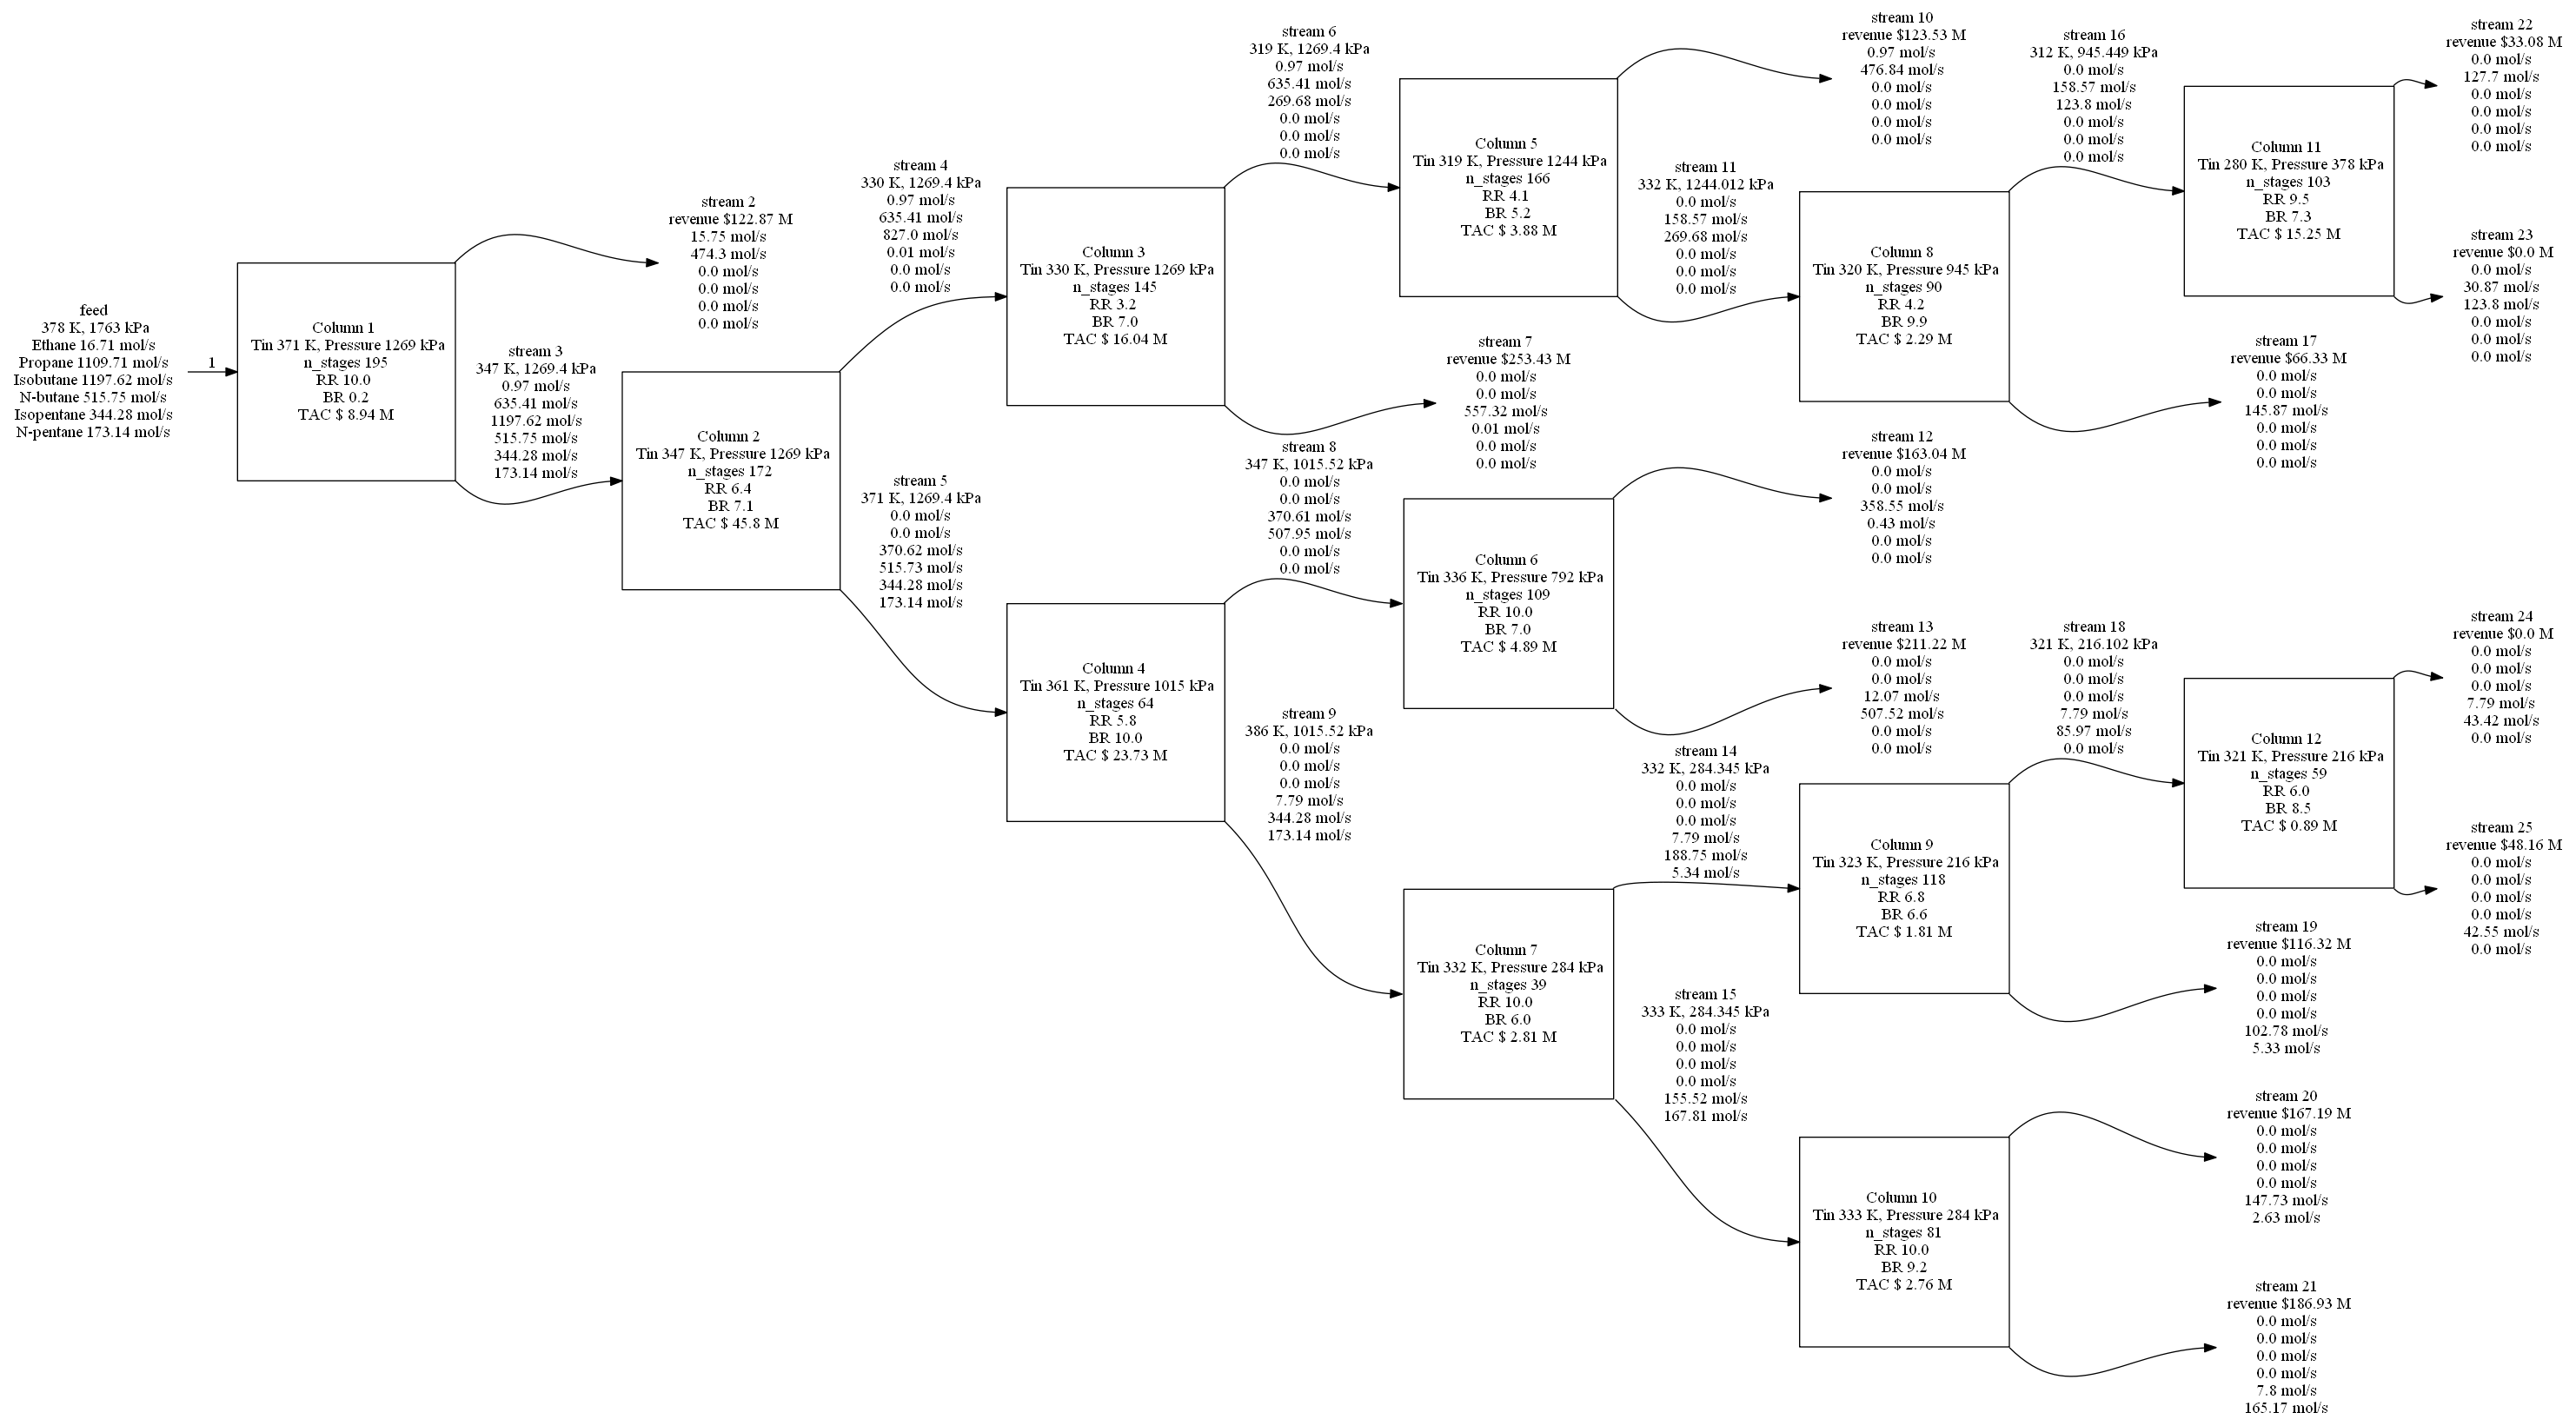 feed
378 K, 1763 kPa
Ethane 16.71 mol/s
Propane 1109.71 mol/s
Isobutane 1197.62 mol/s
N-butane 515.75 mol/s
Isopentane 344.28 mol/s
N-pentane 173.14 mol/s
1
Column 1
Tin 371 K, Pressure 1269 kPa
n_stages 195
RR 10.0
BR 0.2
TAC $ 8.94 M
stream 2
revenue $122.87 M
15.75 mol/s
474.3 mol/s
0.0 mol/s
0.0 mol/s
0.0 mol/s
0.0 mol/s
stream 3
347 K, 1269.4 kPa
0.97 mol/s
635.41 mol/s
1197.62 mol/s
515.75 mol/s
344.28 mol/s
173.14 mol/s
Column 2
Tin 347 K, Pressure 1269 kPa
n_stages 172
RR 6.4
BR 7.1
TAC $ 45.8 M
stream 4
330 K, 1269.4 kPa
0.97 mol/s
635.41 mol/s
827.0 mol/s
0.01 mol/s
0.0 mol/s
0.0 mol/s
stream 5
371 K, 1269.4 kPa
0.0 mol/s
0.0 mol/s
370.62 mol/s
515.73 mol/s
344.28 mol/s
173.14 mol/s
Column 3
Tin 330 K, Pressure 1269 kPa
n_stages 145
RR 3.2
BR 7.0
TAC $ 16.04 M
Column 4
Tin 361 K, Pressure 1015 kPa
n_stages 64
RR 5.8
BR 10.0
TAC $ 23.73 M
stream 6
319 K, 1269.4 kPa
0.97 mol/s
635.41 mol/s
269.68 mol/s
0.0 mol/s
0.0 mol/s
0.0 mol/s
stream 7
revenue $253.43 M
0.0 mol/s
0.0 mol/s
557.32 mol/s
0.01 mol/s
0.0 mol/s
0.0 mol/s
stream 8
347 K, 1015.52 kPa
0.0 mol/s
0.0 mol/s
370.61 mol/s
507.95 mol/s
0.0 mol/s
0.0 mol/s
stream 9
386 K, 1015.52 kPa
0.0 mol/s
0.0 mol/s
0.0 mol/s
7.79 mol/s
344.28 mol/s
173.14 mol/s
Column 5
Tin 319 K, Pressure 1244 kPa
n_stages 166
RR 4.1
BR 5.2
TAC $ 3.88 M
Column 6
Tin 336 K, Pressure 792 kPa
n_stages 109
RR 10.0
BR 7.0
TAC $ 4.89 M
Column 7
Tin 332 K, Pressure 284 kPa
n_stages 39
RR 10.0
BR 6.0
TAC $ 2.81 M
stream 10
revenue $123.53 M
0.97 mol/s
476.84 mol/s
0.0 mol/s
0.0 mol/s
0.0 mol/s
0.0 mol/s
stream 11
332 K, 1244.012 kPa
0.0 mol/s
158.57 mol/s
269.68 mol/s
0.0 mol/s
0.0 mol/s
0.0 mol/s
stream 12
revenue $163.04 M
0.0 mol/s
0.0 mol/s
358.55 mol/s
0.43 mol/s
0.0 mol/s
0.0 mol/s
stream 13
revenue $211.22 M
0.0 mol/s
0.0 mol/s
12.07 mol/s
507.52 mol/s
0.0 mol/s
0.0 mol/s
stream 14
332 K, 284.345 kPa
0.0 mol/s
0.0 mol/s
0.0 mol/s
7.79 mol/s
188.75 mol/s
5.34 mol/s
stream 15
333 K, 284.345 kPa
0.0 mol/s
0.0 mol/s
0.0 mol/s
0.0 mol/s
155.52 mol/s
167.81 mol/s
Column 8
Tin 320 K, Pressure 945 kPa
n_stages 90
RR 4.2
BR 9.9
TAC $ 2.29 M
Column 9
Tin 323 K, Pressure 216 kPa
n_stages 118
RR 6.8
BR 6.6
TAC $ 1.81 M
Column 10
Tin 333 K, Pressure 284 kPa
n_stages 81
RR 10.0
BR 9.2
TAC $ 2.76 M
stream 16
312 K, 945.449 kPa
0.0 mol/s
158.57 mol/s
123.8 mol/s
0.0 mol/s
0.0 mol/s
0.0 mol/s
stream 17
revenue $66.33 M
0.0 mol/s
0.0 mol/s
145.87 mol/s
0.0 mol/s
0.0 mol/s
0.0 mol/s
stream 18
321 K, 216.102 kPa
0.0 mol/s
0.0 mol/s
0.0 mol/s
7.79 mol/s
85.97 mol/s
0.0 mol/s
stream 19
revenue $116.32 M
0.0 mol/s
0.0 mol/s
0.0 mol/s
0.0 mol/s
102.78 mol/s
5.33 mol/s
stream 20
revenue $167.19 M
0.0 mol/s
0.0 mol/s
0.0 mol/s
0.0 mol/s
147.73 mol/s
2.63 mol/s
stream 21
revenue $186.93 M
0.0 mol/s
0.0 mol/s
0.0 mol/s
0.0 mol/s
7.8 mol/s
165.17 mol/s
Column 11
Tin 280 K, Pressure 378 kPa
n_stages 103
RR 9.5
BR 7.3
TAC $ 15.25 M
Column 12
Tin 321 K, Pressure 216 kPa
n_stages 59
RR 6.0
BR 8.5
TAC $ 0.89 M
stream 22
revenue $33.08 M
0.0 mol/s
127.7 mol/s
0.0 mol/s
0.0 mol/s
0.0 mol/s
0.0 mol/s
stream 23
revenue $0.0 M
0.0 mol/s
30.87 mol/s
123.8 mol/s
0.0 mol/s
0.0 mol/s
0.0 mol/s
stream 24
revenue $0.0 M
0.0 mol/s
0.0 mol/s
0.0 mol/s
7.79 mol/s
43.42 mol/s
0.0 mol/s
stream 25
revenue $48.16 M
0.0 mol/s
0.0 mol/s
0.0 mol/s
0.0 mol/s
42.55 mol/s
0.0 mol/s